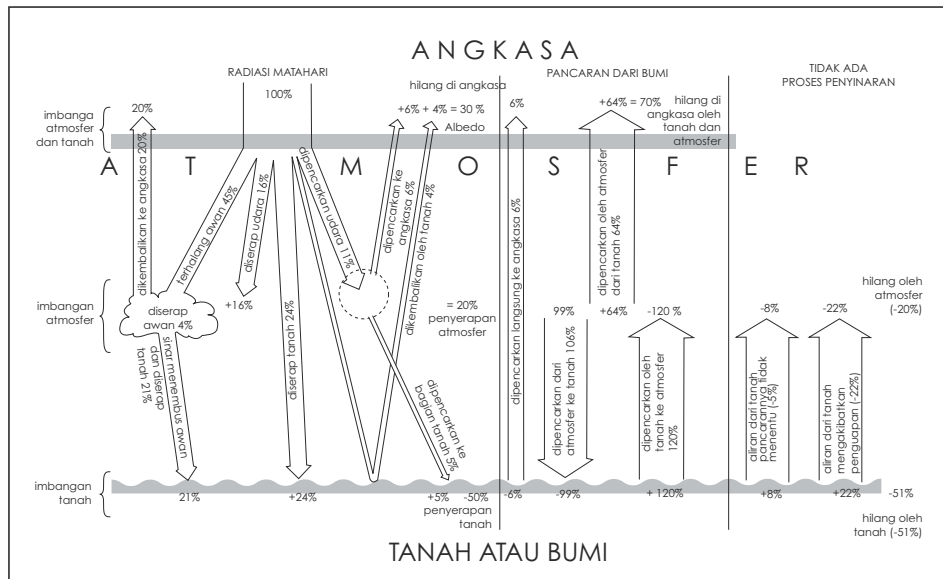 ANGKASA
RADIASI MATAHARI
100%
hilang di angkasa
PANCARAN DARI BUMI
TIDAK ADA
PROSES PENYINARAN
imbanga
atmosfer
dan tanah
20%
+6% + 4% = 30 %
Albedo
6%
+64% = 70%
hilang di
angkasa oleh
tanah dan
atmosfer
A T M O S F E R
dikembalikan ke angkasa 20%
terhalang awan 45%
diserap udara 16%
dipencarkan udara 11%
dipencarkan ke
angkasa 6%
dikembalikan oleh tanah 4%
dipencarkan langsung ke angkasa 6%
dipencarkan oleh atmosfer
dari tanah 64%
imbangan
atmosfer
diserap
awan 4%
+16%
= 20%
penyerapan
atmosfer
99%
+64%
-120 %
-8%
-22%
hilang oleh
atmosfer
(-20%)
sinar menembus awan
dan diserap
tanah 21%
diserap tanah 24%
dipencarkan ke
bagian tanah 5%
dipencarkan dari
atmosfer ke tanah 106%
dipencarkan oleh
tanah ke atmosfer
120%
aliran dari tanah
pancarannya tidak
menentu (-5%)
aliran dari tanah
mengakibatkan
penguapan (-22%)
imbangan
tanah
21%
+24%
+5%
-50%
penyerapan
tanah
-6%
-99%
+ 120%
+8%
+22%
-51%
hilang oleh
tanah (-51%)
TANAH ATAU BUMI